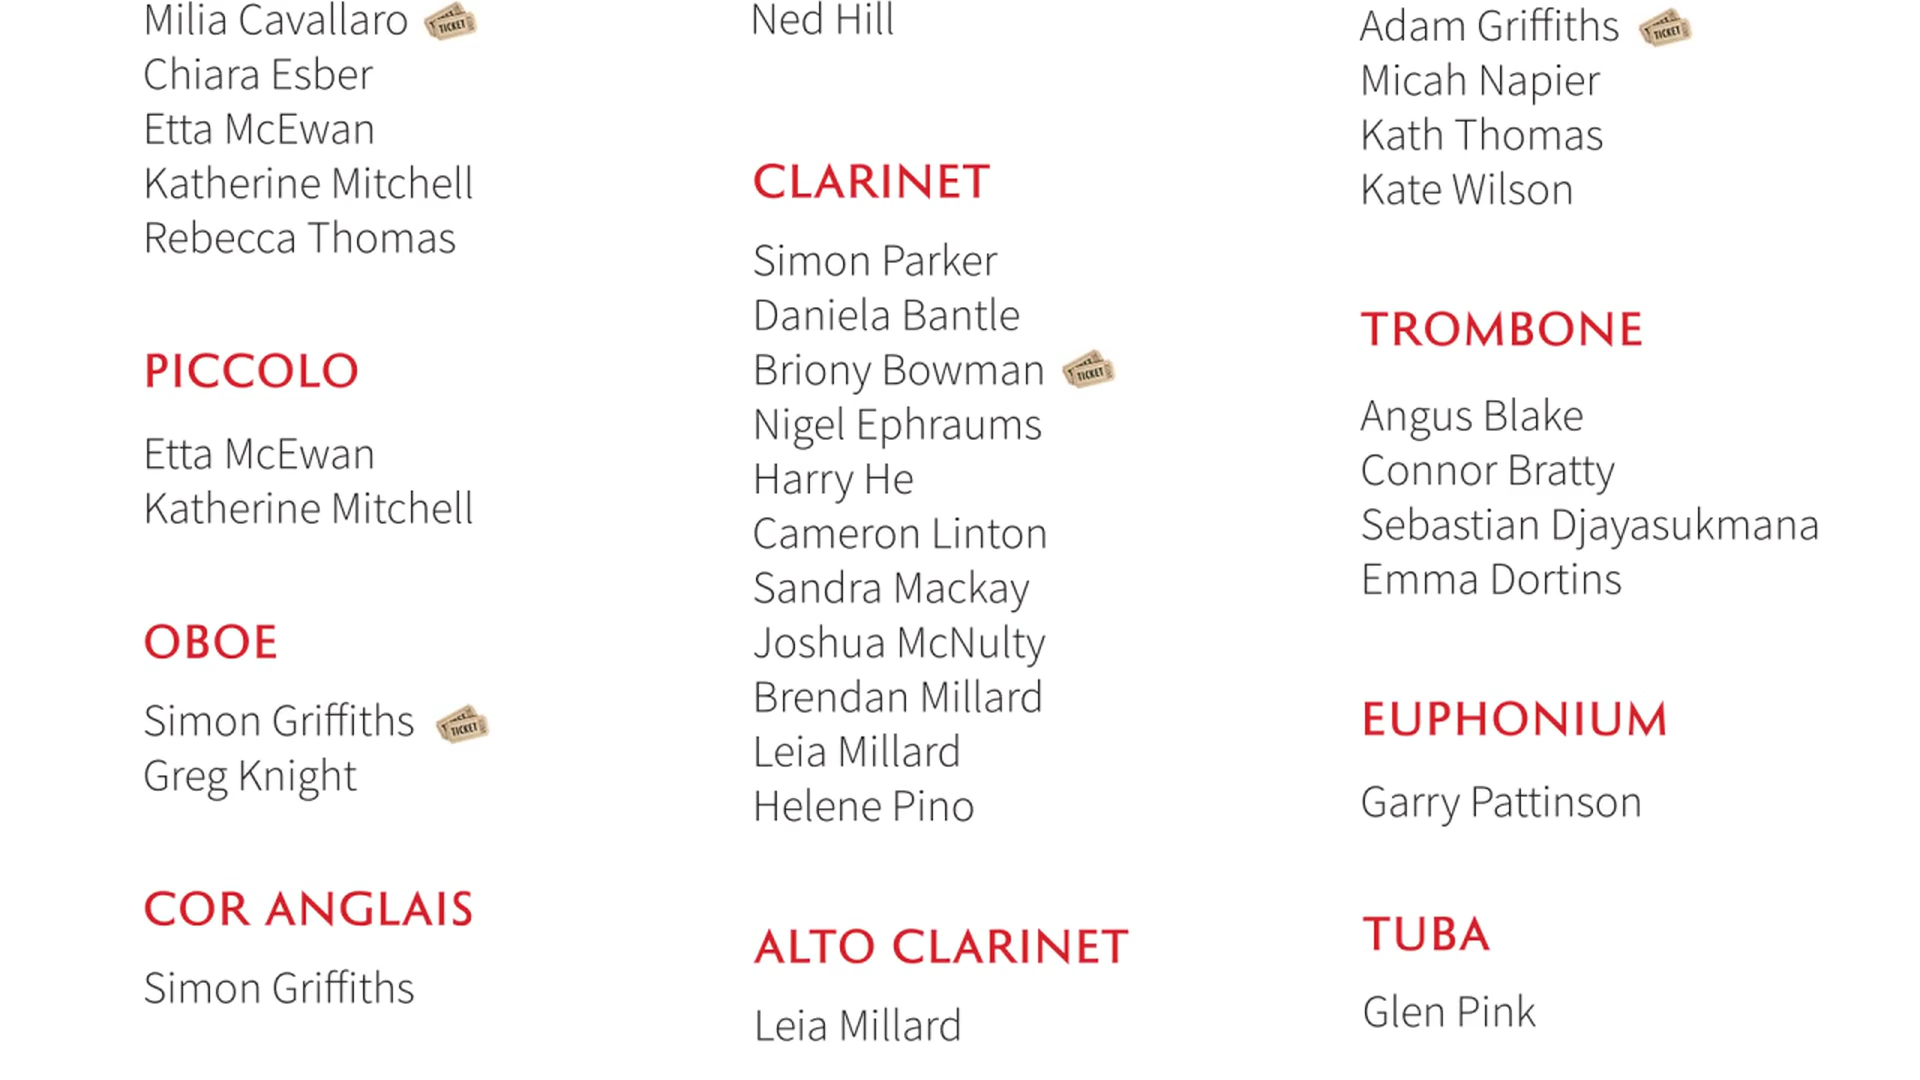 Milia Cavallaro TICKET
Chiara Esber
Etta McEwan
Katherine Mitchell
Rebecca Thomas
PICCOLO
Etta McEwan
Katherine Mitchell
OBOE
Simon Griffiths TICKET
Greg Knight
COR ANGLAIS
Simon Griffiths
Ned Hill
CLARINET
Simon Parker
Daniela Bantle
Briony Bowman TICKET
Nigel Ephraums
Harry He
Cameron Linton
Sandra Mackay
Joshua McNulty
Brendan Millard
Leia Millard
Helene Pino
ALTO CLARINET
Leia Millard
Adam Griffiths TICKET
Micah Napier
Kath Thomas
Kate Wilson
TROMBONE
Angus Blake
Connor Bratty
Sebastian Djayasukmana
Emma Dortins
EUPHONIUM
Garry Pattinson
TUBA
Glen Pink